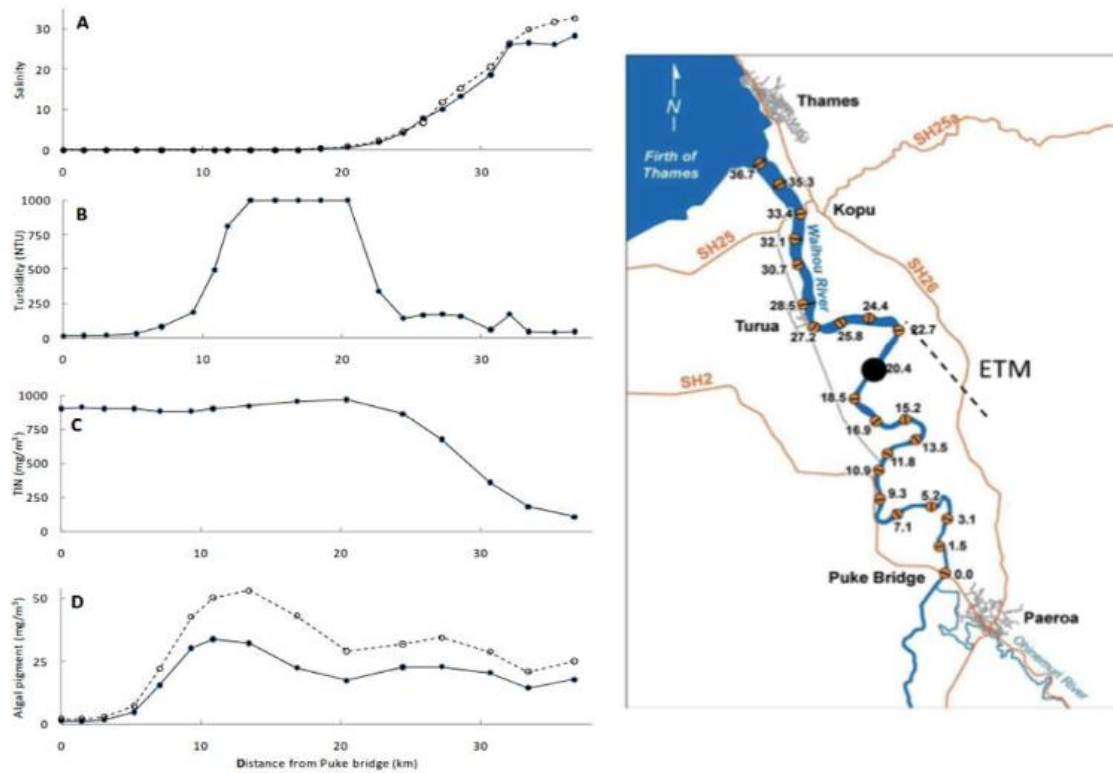 A
Salinity
30
20
10
0
0
10
20
30
B
Turbidity (NTU)
1000
750
500
250
0
0
10
20
30
C
TIN (mg/m³)
1000
750
500
250
0
0
10
20
30
D
Algal pigment (mg/m³)
50
25
0
0
10
20
30
Distance from Puke bridge (km)
N
Thames
Firth of
Thames
SH25a
36.7
35.3
33.4
Kopu
SH25
32.1
Waihou River
30.7
SH26
28.5
24.4
Turua
27.2
25.8
22.7
ETM
20.4
SH2
18.5
16.9
15.2
13.5
11.8
10.9
9.3
5.2
7.1
3.1
1.5
Puke Bridge
0.0
Paeroa
Ohinemuri River